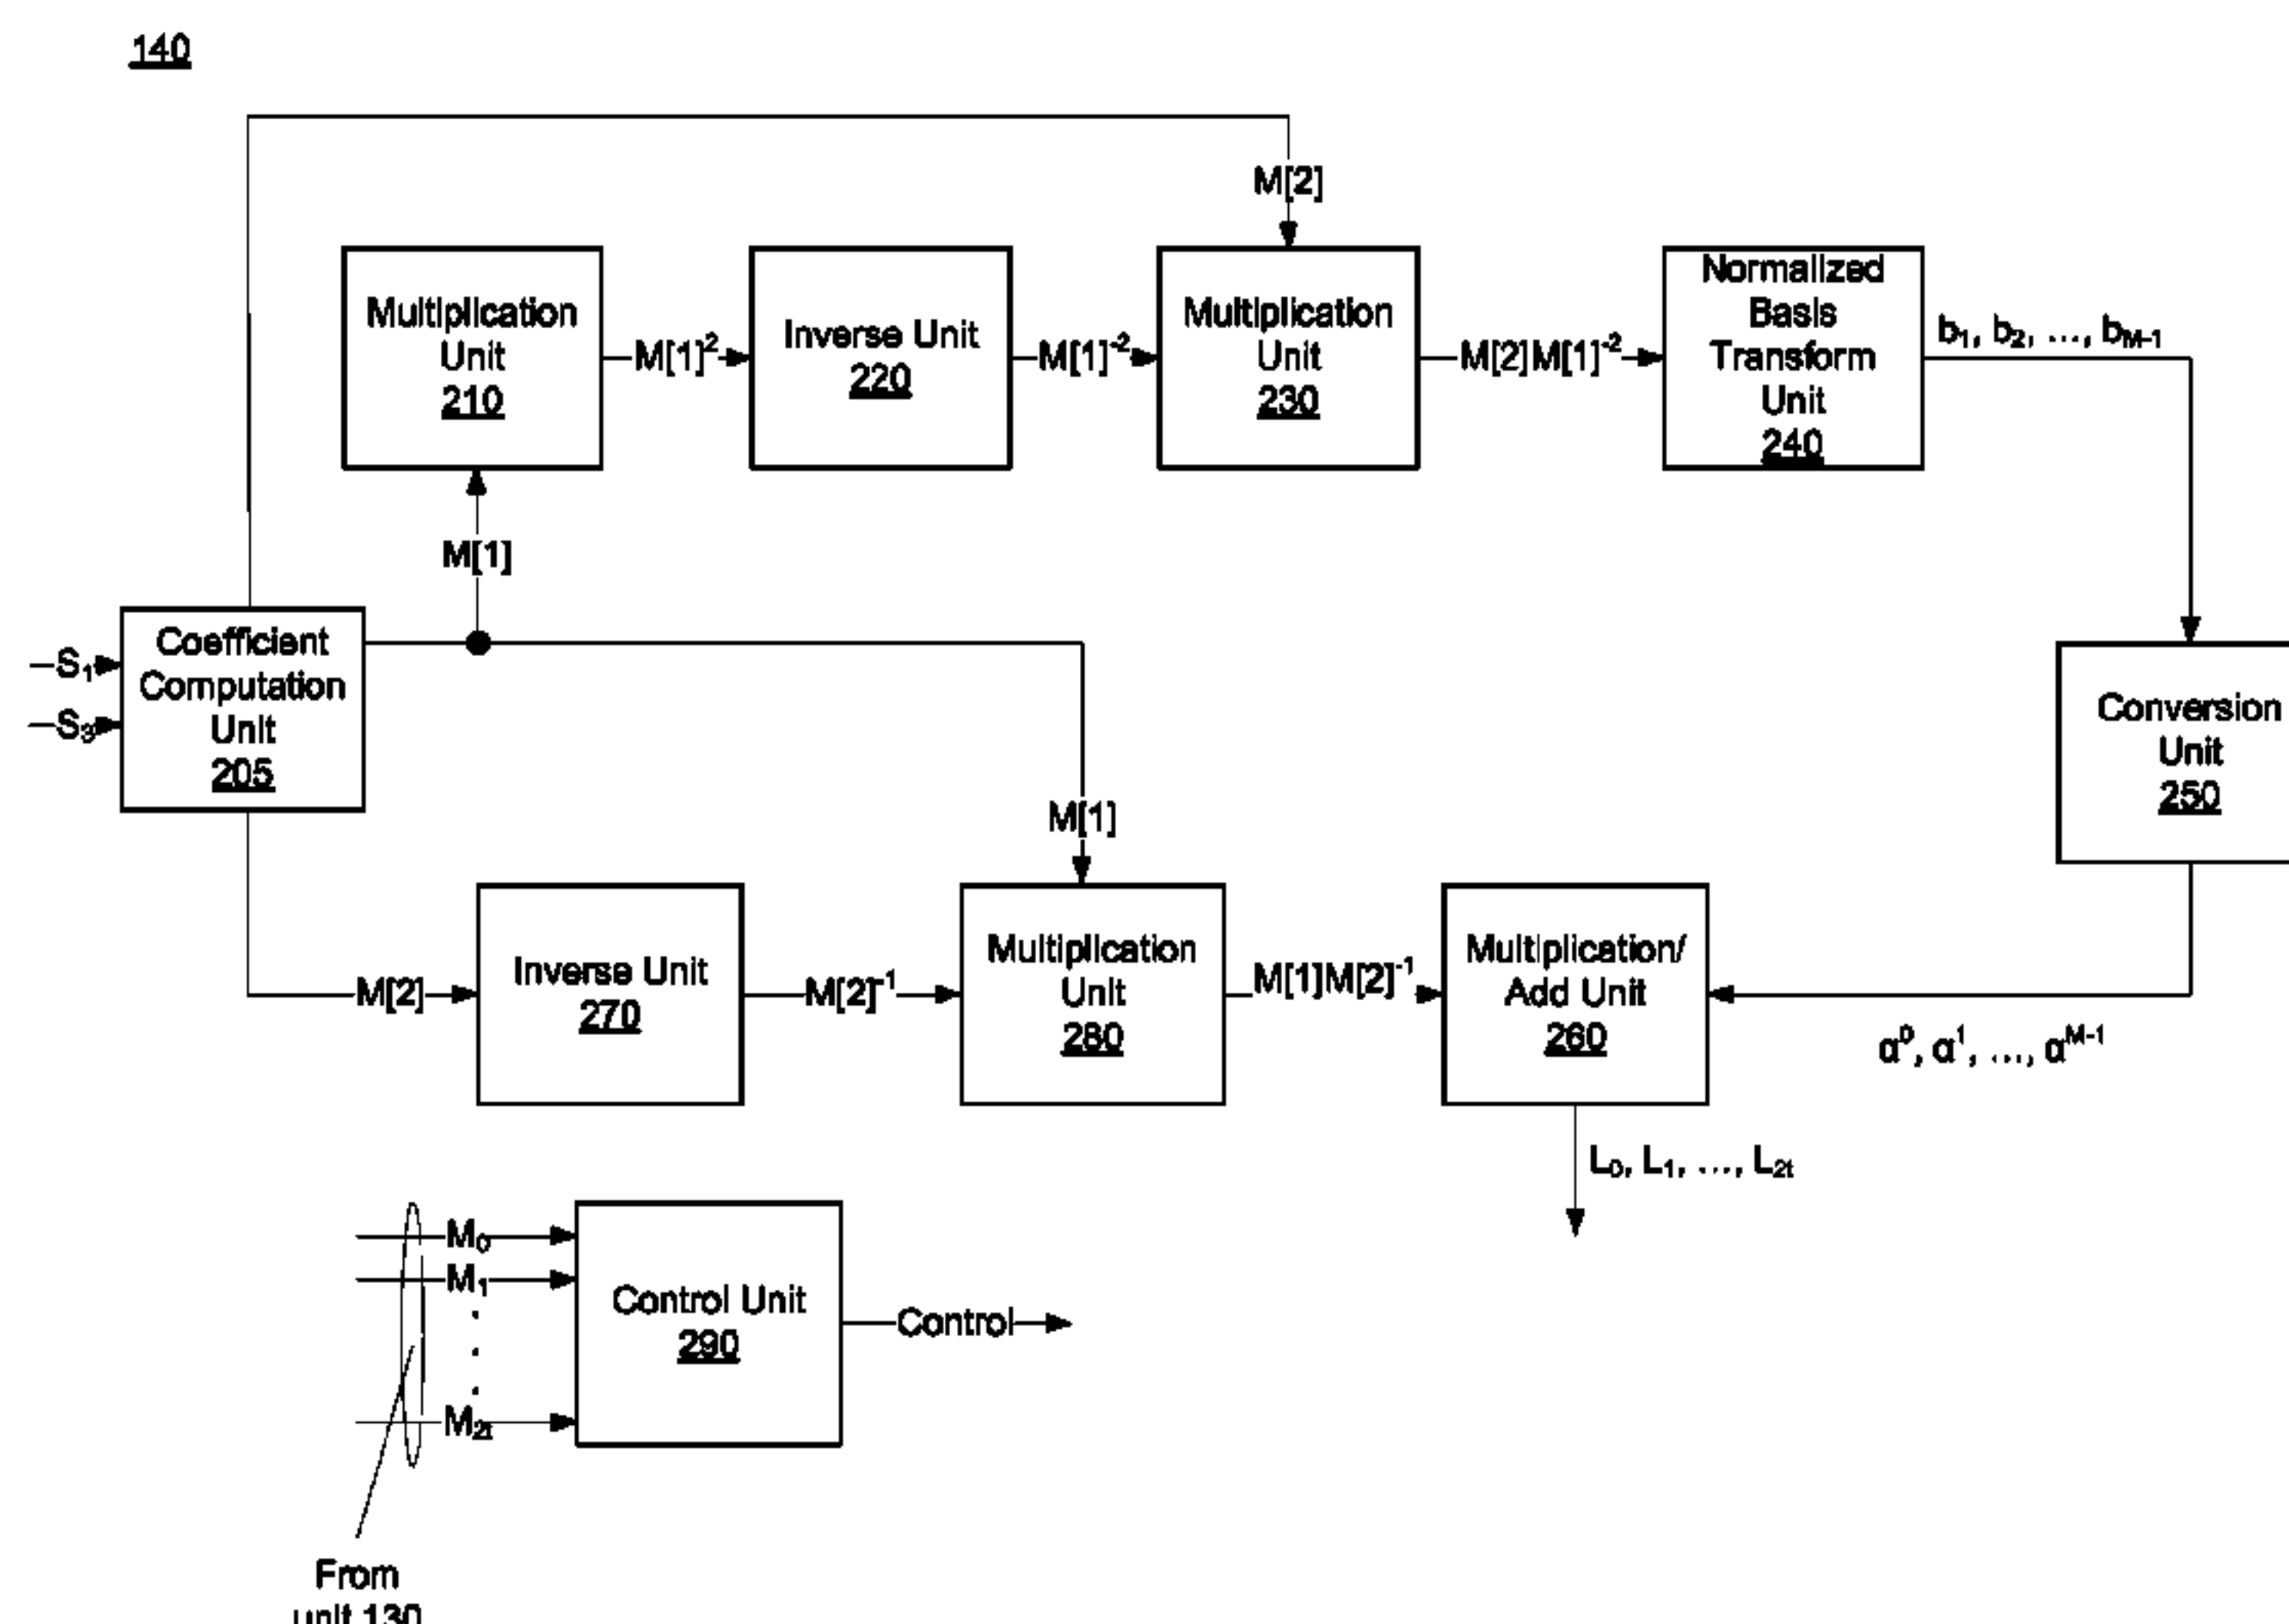 140
M[2]
Multiplication
Unit
210
M[1]²
Inverse Unit
220
M[1]⁻²
Multiplication
Unit
230
M[2]M[1]⁻²
Normalized
Basis
Transform
Unit
240
b₁, b₂, ..., b_M-1
M[1]
S₁
S₃
Coefficient
Computation
Unit
205
Conversion
Unit
250
M[1]
M[2]
Inverse Unit
270
M[2]⁻¹
Multiplication
Unit
280
M[1]M[2]⁻¹
Multiplication/
Add Unit
260
α⁰, α¹, ..., α^M-1
L₀, L₁, ..., L₂ₜ
M₀
M₁
M₂ₜ
Control Unit
290
Control
From
unit 130